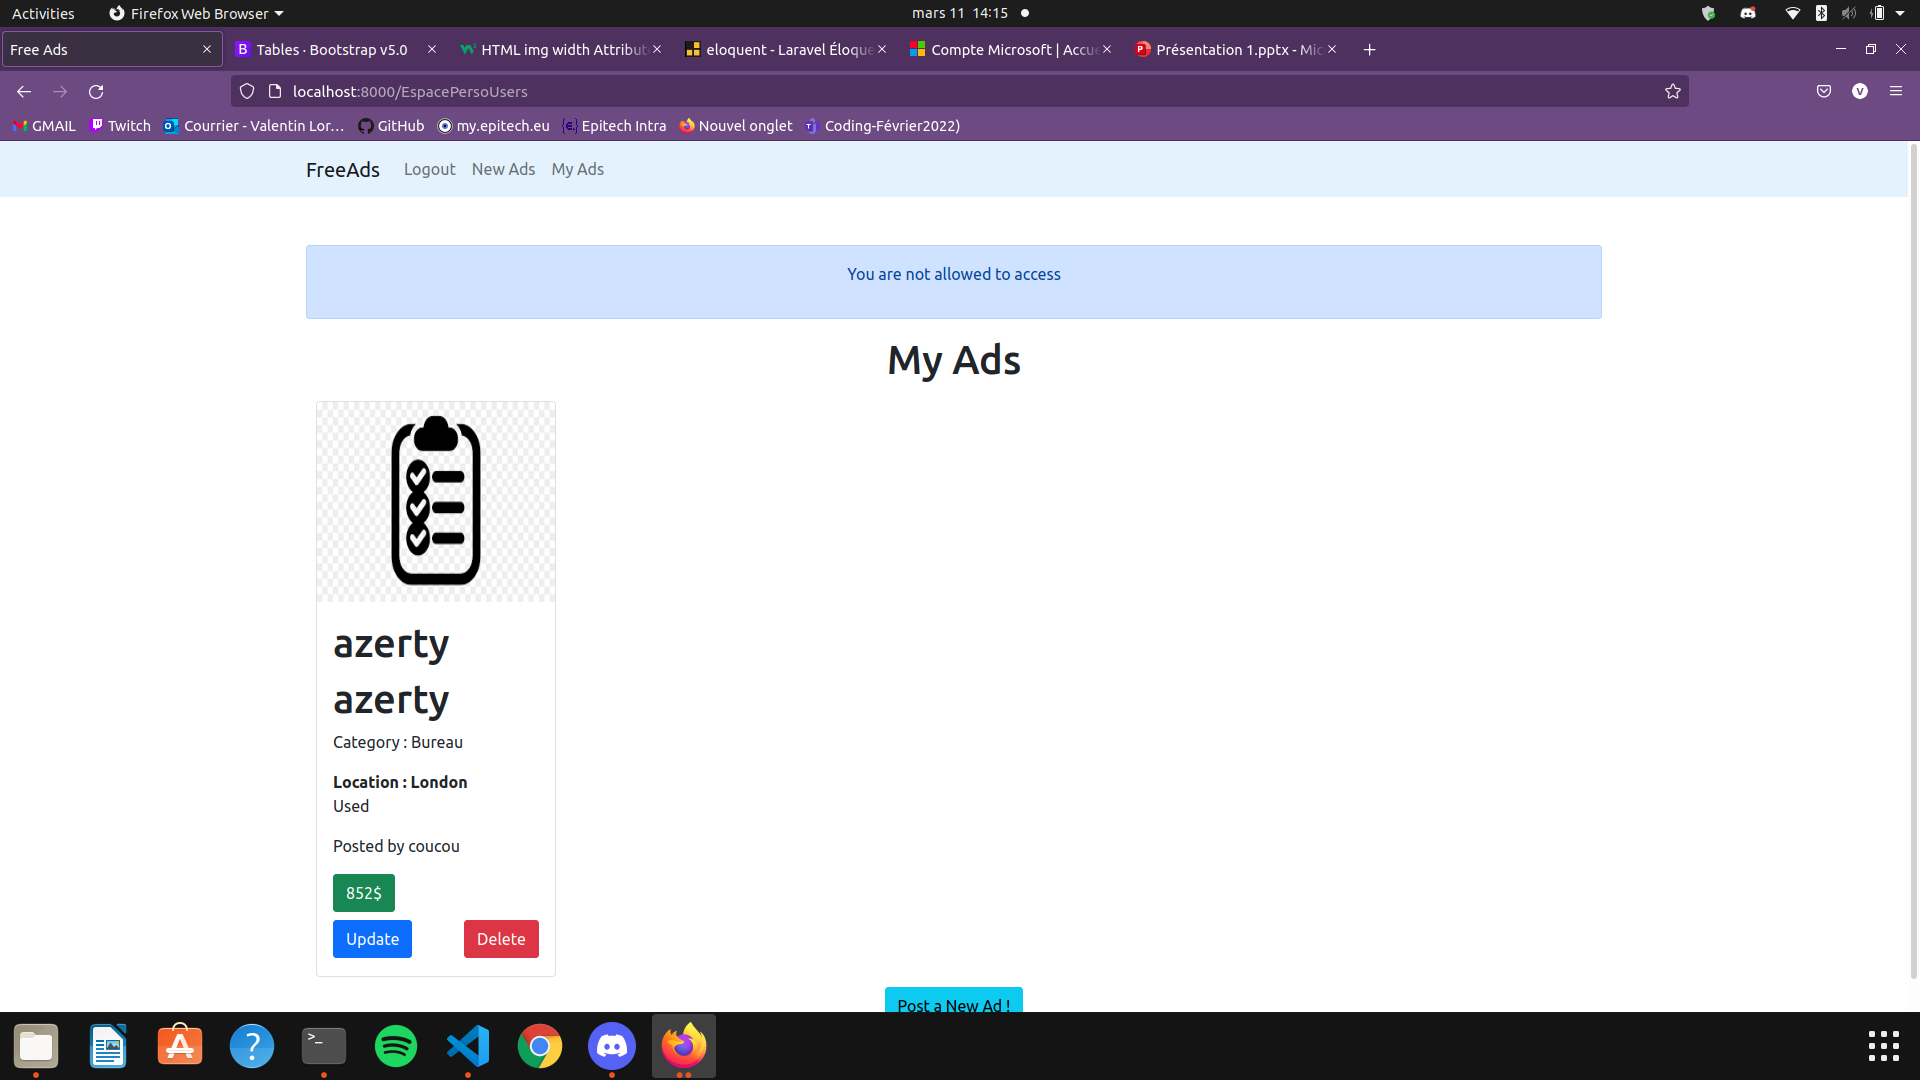 Activities Firefox Web Browser mars 11 14:15
Free Ads Tables · Bootstrap v5.0 HTML img width Attribut eloquent - Laravel Éloque Compte Microsoft | Accue Présentation 1.pptx - Mic
localhost:8000/EspacePersoUsers
GMAIL Twitch Courrier - Valentin Lor… GitHub my.epitech.eu Epitech Intra Nouvel onglet Coding-Février2022)
FreeAds Logout New Ads My Ads
You are not allowed to access
My Ads
azerty
azerty
Category : Bureau
Location : London
Used
Posted by coucou
852$
Update Delete
Post a New Ad !